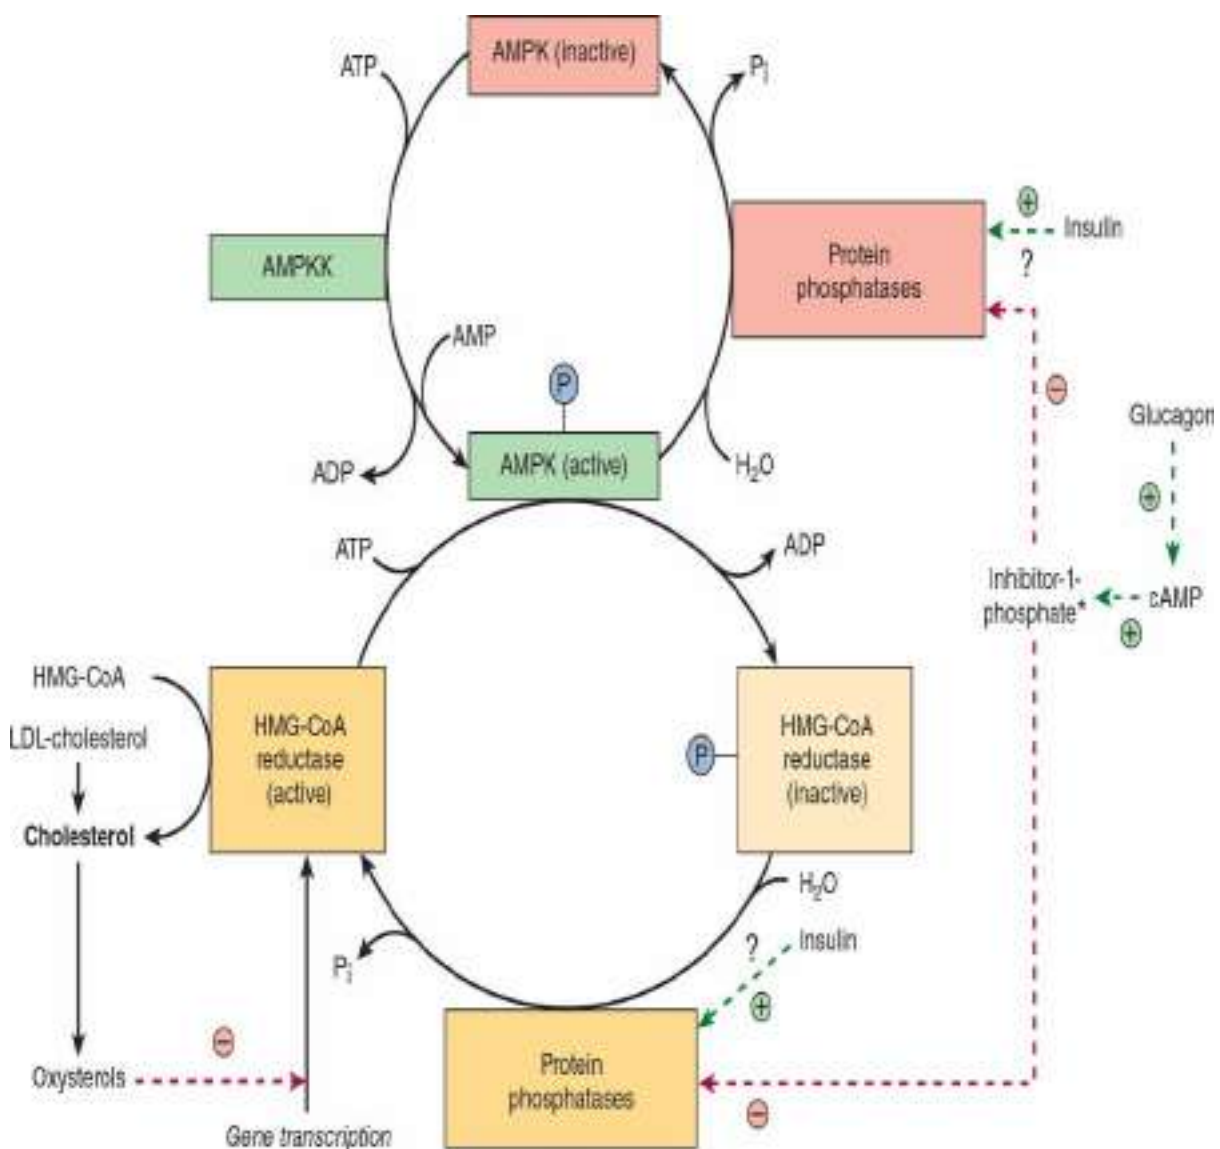 AMPK (inactive)
ATP
Pi
AMPKK
Protein
phosphatases
+
Insulin
?
AMP
P
−
Glucagon
AMPK (active)
ADP
H2O
+
ATP
ADP
Inhibitor-1-
phosphate*
cAMP
+
HMG-CoA
LDL-cholesterol
Cholesterol
HMG-CoA
reductase
(active)
P
HMG-CoA
reductase
(inactive)
H2O
Insulin
?
+
Pi
−
Oxysterols
Protein
phosphatases
−
Gene transcription